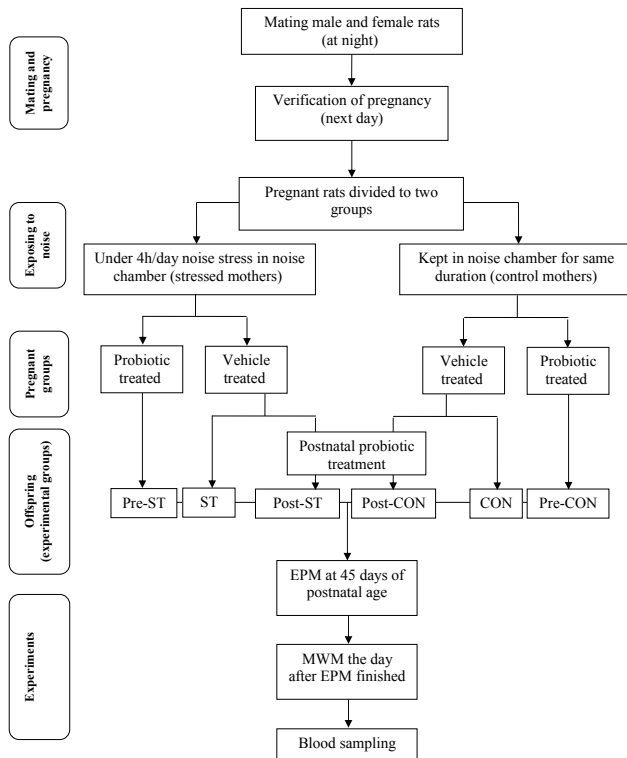 Mating and
pregnancy
Mating male and female rats
(at night)
Verification of pregnancy
(next day)
Exposing to
noise
Pregnant rats divided to two
groups
Under 4h/day noise stress in noise
chamber (stressed mothers)
Kept in noise chamber for same
duration (control mothers)
Pregnant
groups
Probiotic
treated
Vehicle
treated
Vehicle
treated
Probiotic
treated
Offspring
(experimental groups)
Postnatal probiotic
treatment
Pre-ST
ST
Post-ST
Post-CON
CON
Pre-CON
Experiments
EPM at 45 days of
postnatal age
MWM the day
after EPM finished
Blood sampling